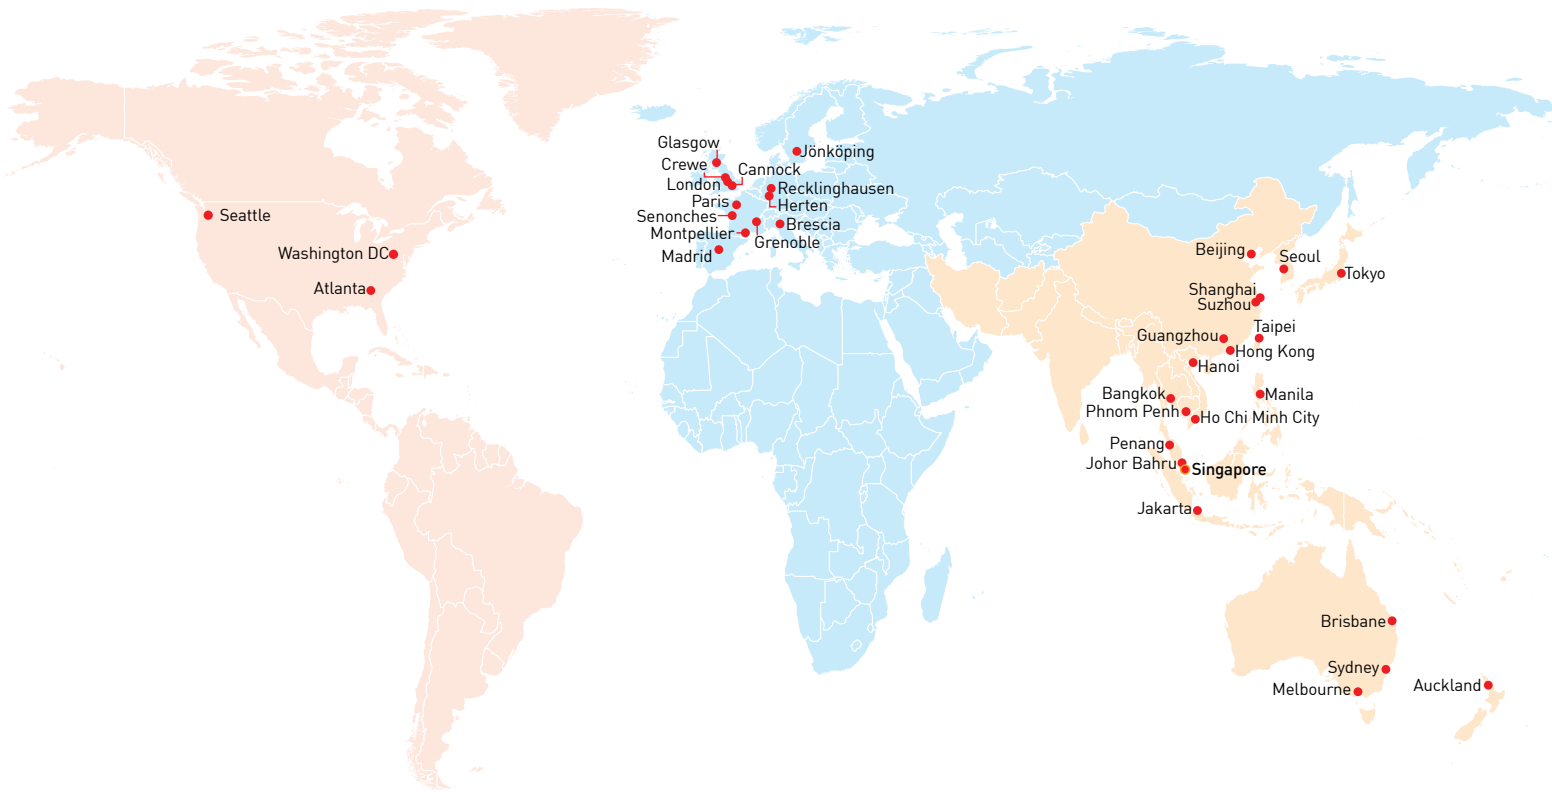 Seattle
Washington DC
Atlanta
Glasgow
Crewe
Cannock
London
Paris
Senonches
Montpellier
Madrid
Jönköping
Recklinghausen
Herten
Brescia
Grenoble
Beijing
Seoul
Tokyo
Shanghai
Suzhou
Taipei
Guangzhou
Hong Kong
Hanoi
Bangkok
Manila
Phnom Penh
Ho Chi Minh City
Penang
Johor Bahru
Singapore
Jakarta
Brisbane
Sydney
Melbourne
Auckland